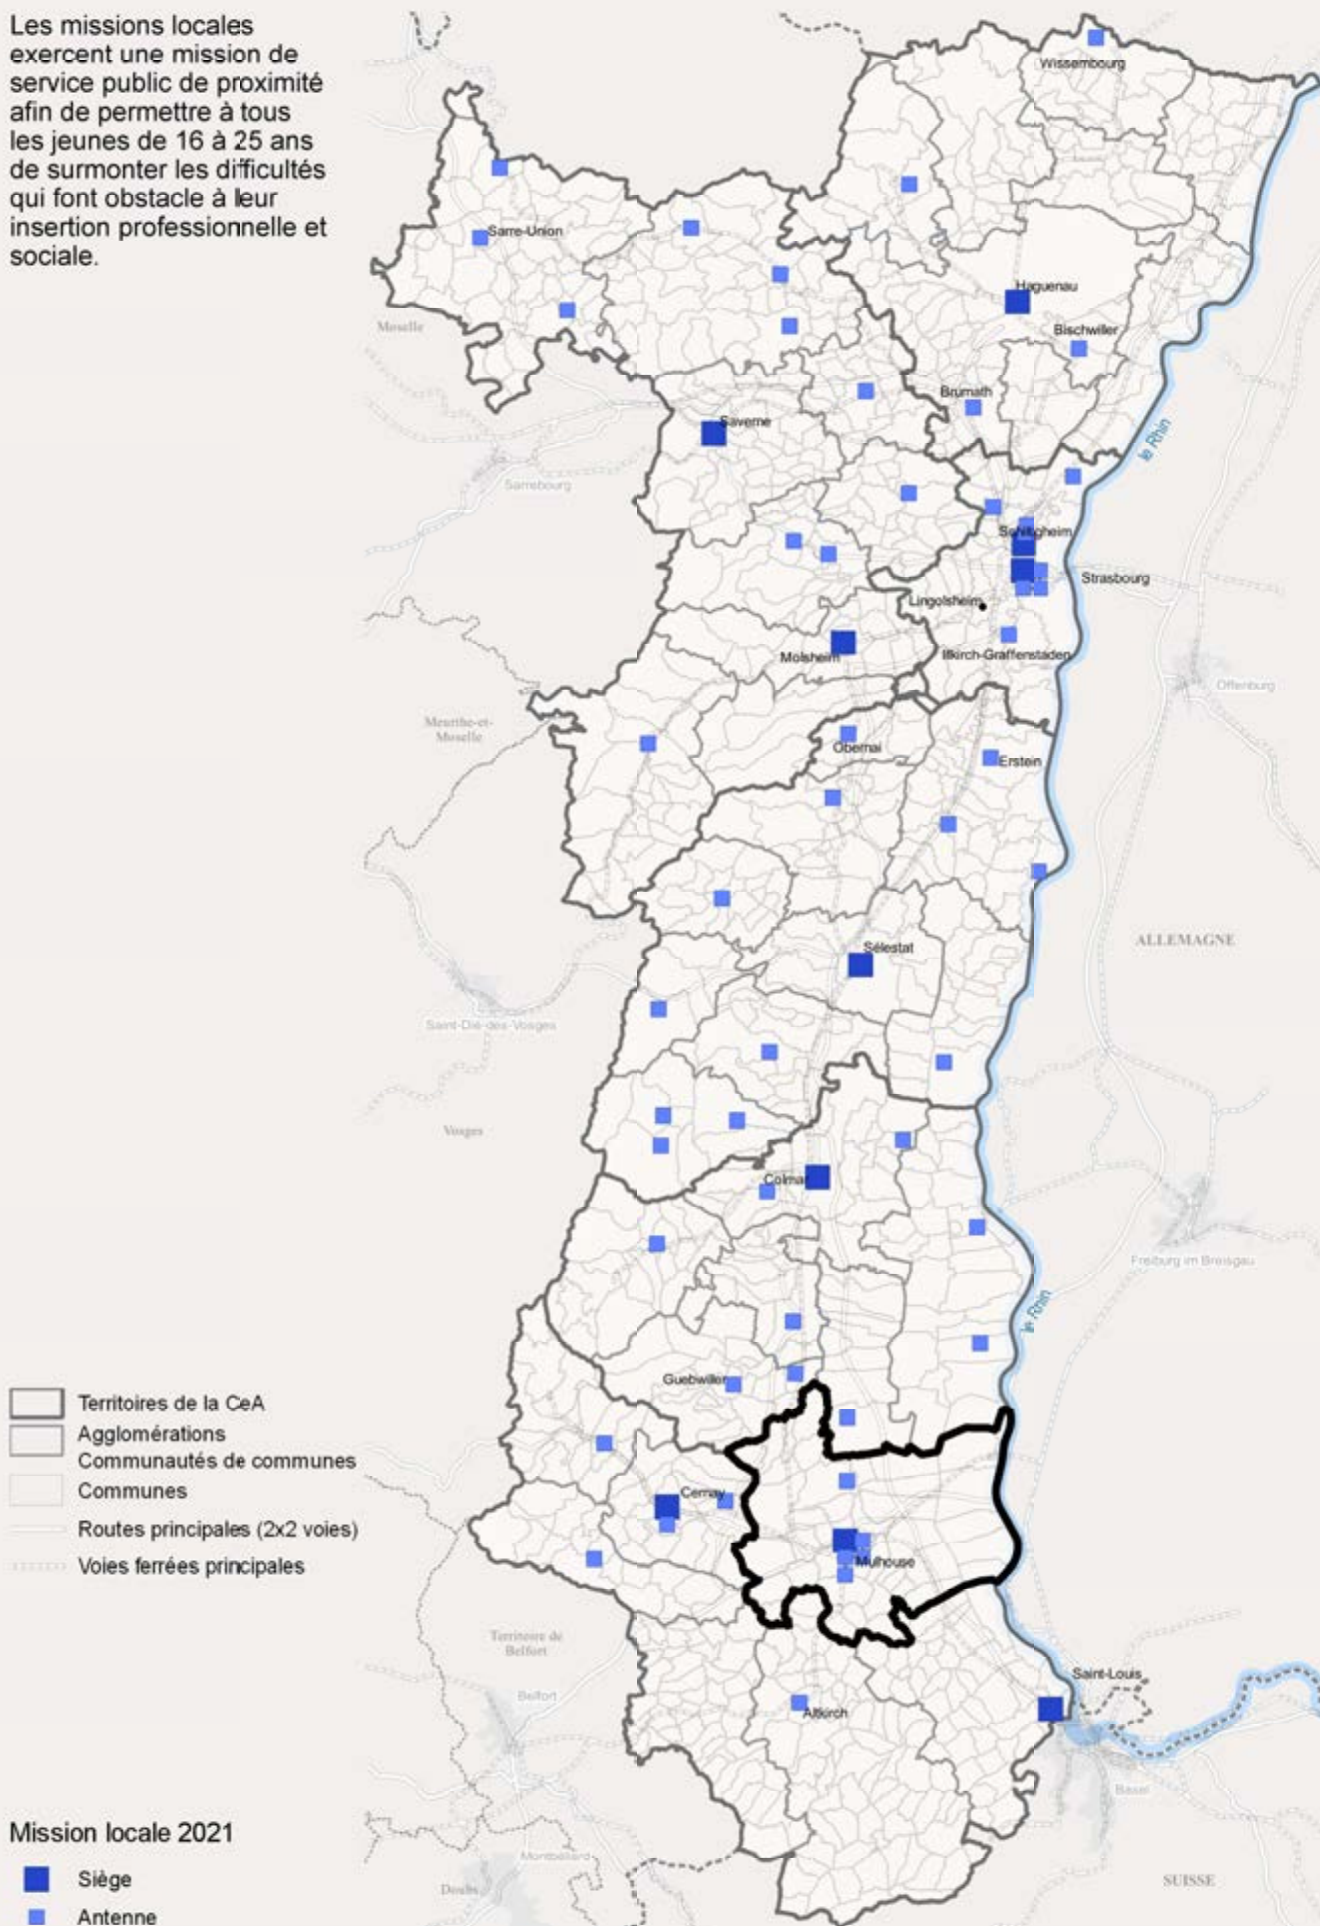 Les missions locales
exercent une mission de
service public de proximité
afin de permettre à tous
les jeunes de 16 à 25 ans
de surmonter les difficultés
qui font obstacle à leur
insertion professionnelle et
sociale.
Wissembourg
Sarre-Union
Haguenau
Moselle
Bischwiller
Brumath
Saverne
le Rhin
Sarrebourg
Schiltigheim
Strasbourg
Lingolsheim
Illkirch-Graffenstaden
Molsheim
Offenburg
Meurthe-et-
Moselle
Obernai
Erstein
ALLEMAGNE
Sélestat
Saint-Dié-des-Vosges
Vosges
Colmar
Freiburg im Breisgau
le Rhin
Guebwiller
Territoires de la CeA
Agglomérations
Communautés de communes
Communes
Routes principales (2x2 voies)
Voies ferrées principales
Cernay
Mulhouse
Territoire de
Belfort
Belfort
Saint-Louis
Altkirch
Basel
Mission locale 2021
Siège
Antenne
Montbéliard
Doubs
SUISSE